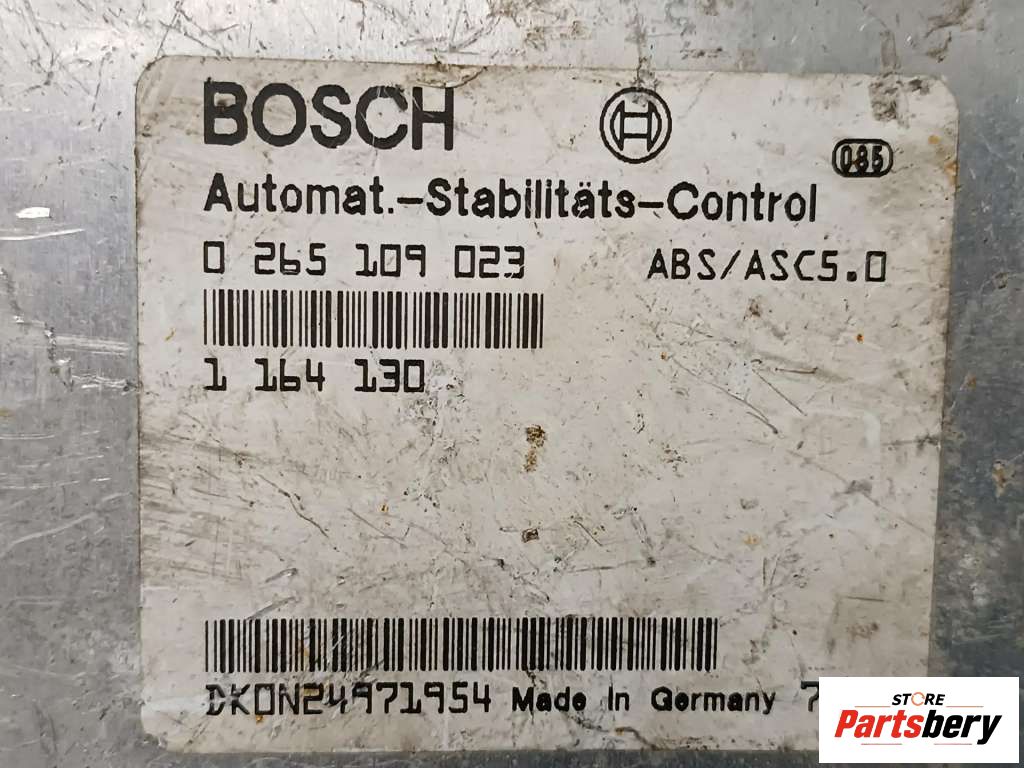 BOSCH
085
Automat.-Stabilitäts-Control
0 265 109 023 ABS/ASC5.0
1 164 130
DKON24971954 Made in Germany 7
STORE
Partsbery